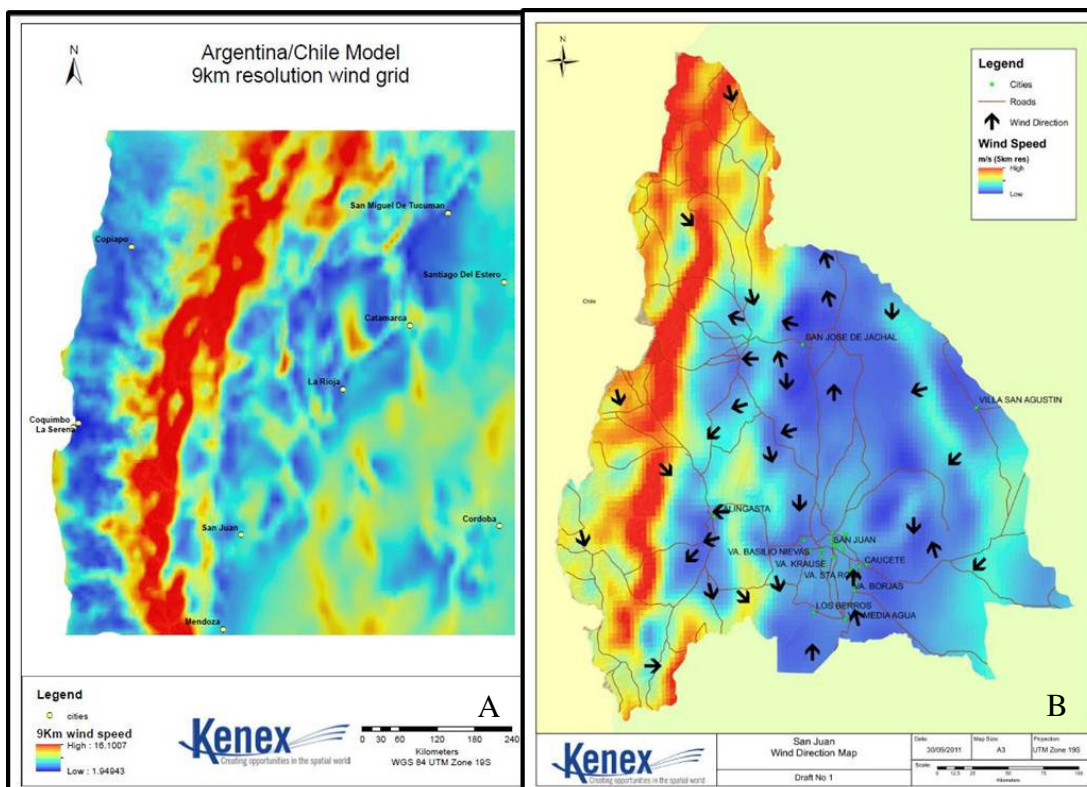 N
Argentina/Chile Model
9km resolution wind grid
San Miguel De Tucuman
Copiapo
Santiago Del Estero
Catamarca
La Rioja
Coquimbo
La Serena
San Juan
Cordoba
Mendoza
Legend
cities
9Km wind speed
High : 16.1007
Low : 1.94943
Kenex
Creating opportunities in the spatial world
0 30 60 120 180 240
Kilometers
WGS 84 UTM Zone 19S
A
N
Legend
Cities
Roads
Wind Direction
Wind Speed
m/s (5km res)
High
Low
Chile
SAN JOSE DE JACHAL
VILLA SAN AGUSTIN
SAN JUAN
VA. BASILIO NIEVAS
VA. KRAUSE
CAUCETE
VA. BORJAS
LOS BERROS
MEDIA AGUA
B
Kenex
Creating opportunities in the spatial world
San Juan
Wind Direction Map
Draft No 1
Date:
30/09/2011
Map Size:
A3
Projection:
UTM Zone 19S
Scale:
Kilometers